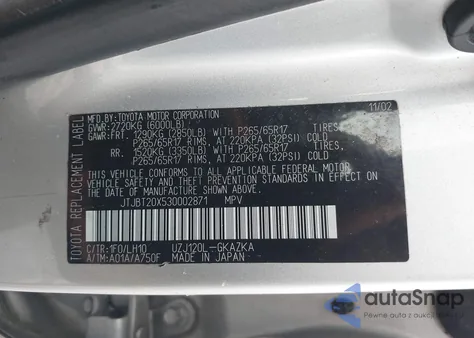 TOYOTA REPLACEMENT LABEL
MFD.BY:TOYOTA MOTOR CORPORATION 11/02
GVWR:2720KG (6000LB)
GAWR:FRT. 1290KG (2850LB) WITH P265/65R17 TIRES,
P265/65R17 RIMS, AT 220KPA (32PSI) COLD
RR. 1520KG (3350LB) WITH P265/65R17 TIRES,
P265/65R17 RIMS, AT 220KPA (32PSI) COLD
THIS VEHICLE CONFORMS TO ALL APPLICABLE FEDERAL MOTOR
VEHICLE SAFETY AND THEFT PREVENTION STANDARDS IN EFFECT ON
THE DATE OF MANUFACTURE SHOWN ABOVE.
JTJBT20X530002871 MPV
C/TR:1F0/LH10 UZJ120L-GKAZKA
A/TM:A01A/A750F MADE IN JAPAN
autaSnap
Pewne auta z akcji